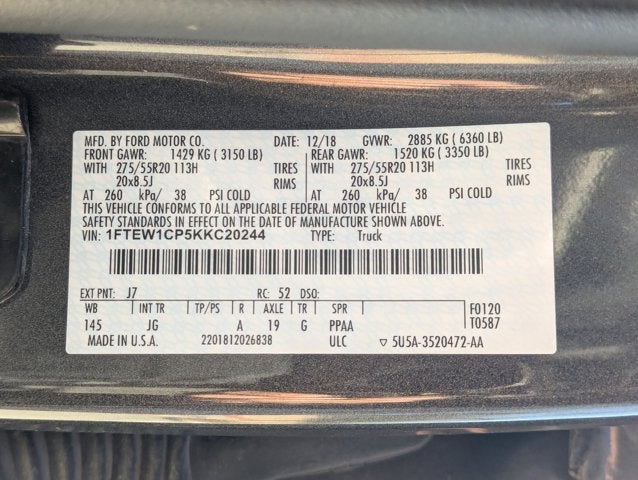 MFD. BY FORD MOTOR CO. DATE: 12/18 GVWR: 2885 KG ( 6360 LB)
FRONT GAWR: 1429 KG ( 3150 LB) REAR GAWR: 1520 KG ( 3350 LB)
WITH 275/55R20 113H TIRES WITH 275/55R20 113H TIRES
20x8.5J RIMS 20x8.5J RIMS
AT 260 kPa/ 38 PSI COLD AT 260 kPa/ 38 PSI COLD
THIS VEHICLE CONFORMS TO ALL APPLICABLE FEDERAL MOTOR VEHICLE
SAFETY STANDARDS IN EFFECT ON THE DATE OF MANUFACTURE SHOWN ABOVE.
VIN: 1FTEW1CP5KKC20244 TYPE: Truck
EXT PNT: J7 RC: 52 DSO:
WB INT TR TP/PS R AXLE TR SPR F0120
145 JG A 19 G PPAA T0587
MADE IN U.S.A. 2201812026838 ULC ▽ 5U5A-3520472-AA